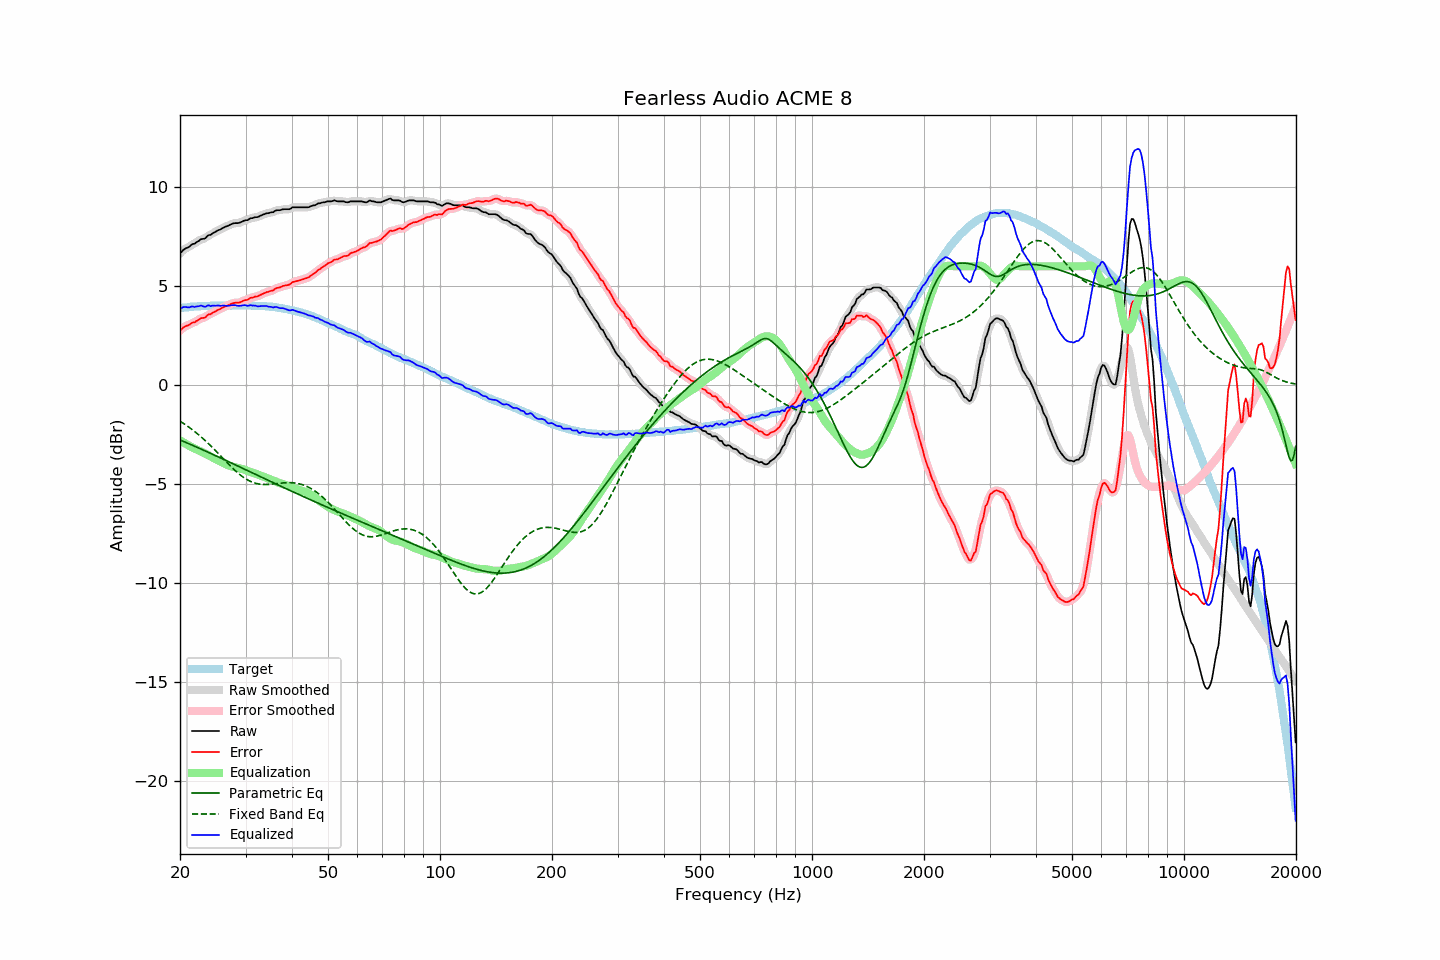 Fearless Audio ACME 8
10
5
0
−5
−10
−15
−20
Amplitude (dBr)
Target
Raw Smoothed
Error Smoothed
Raw
Error
Equalization
Parametric Eq
Fixed Band Eq
Equalized
20 50 100 200 500 1000 2000 5000 10000 20000
Frequency (Hz)